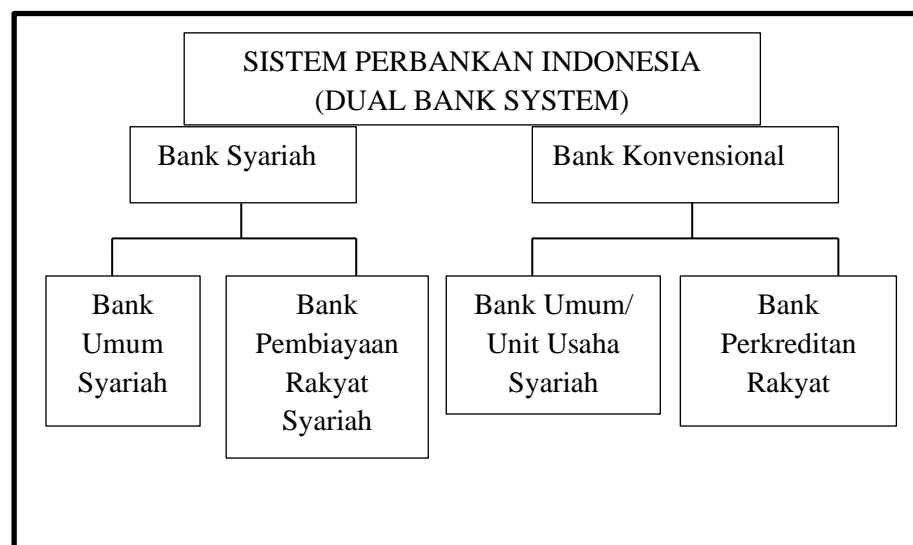 SISTEM PERBANKAN INDONESIA
(DUAL BANK SYSTEM)
Bank Syariah
Bank Konvensional
Bank
Umum
Syariah
Bank
Pembiayaan
Rakyat
Syariah
Bank Umum/
Unit Usaha
Syariah
Bank
Perkreditan
Rakyat